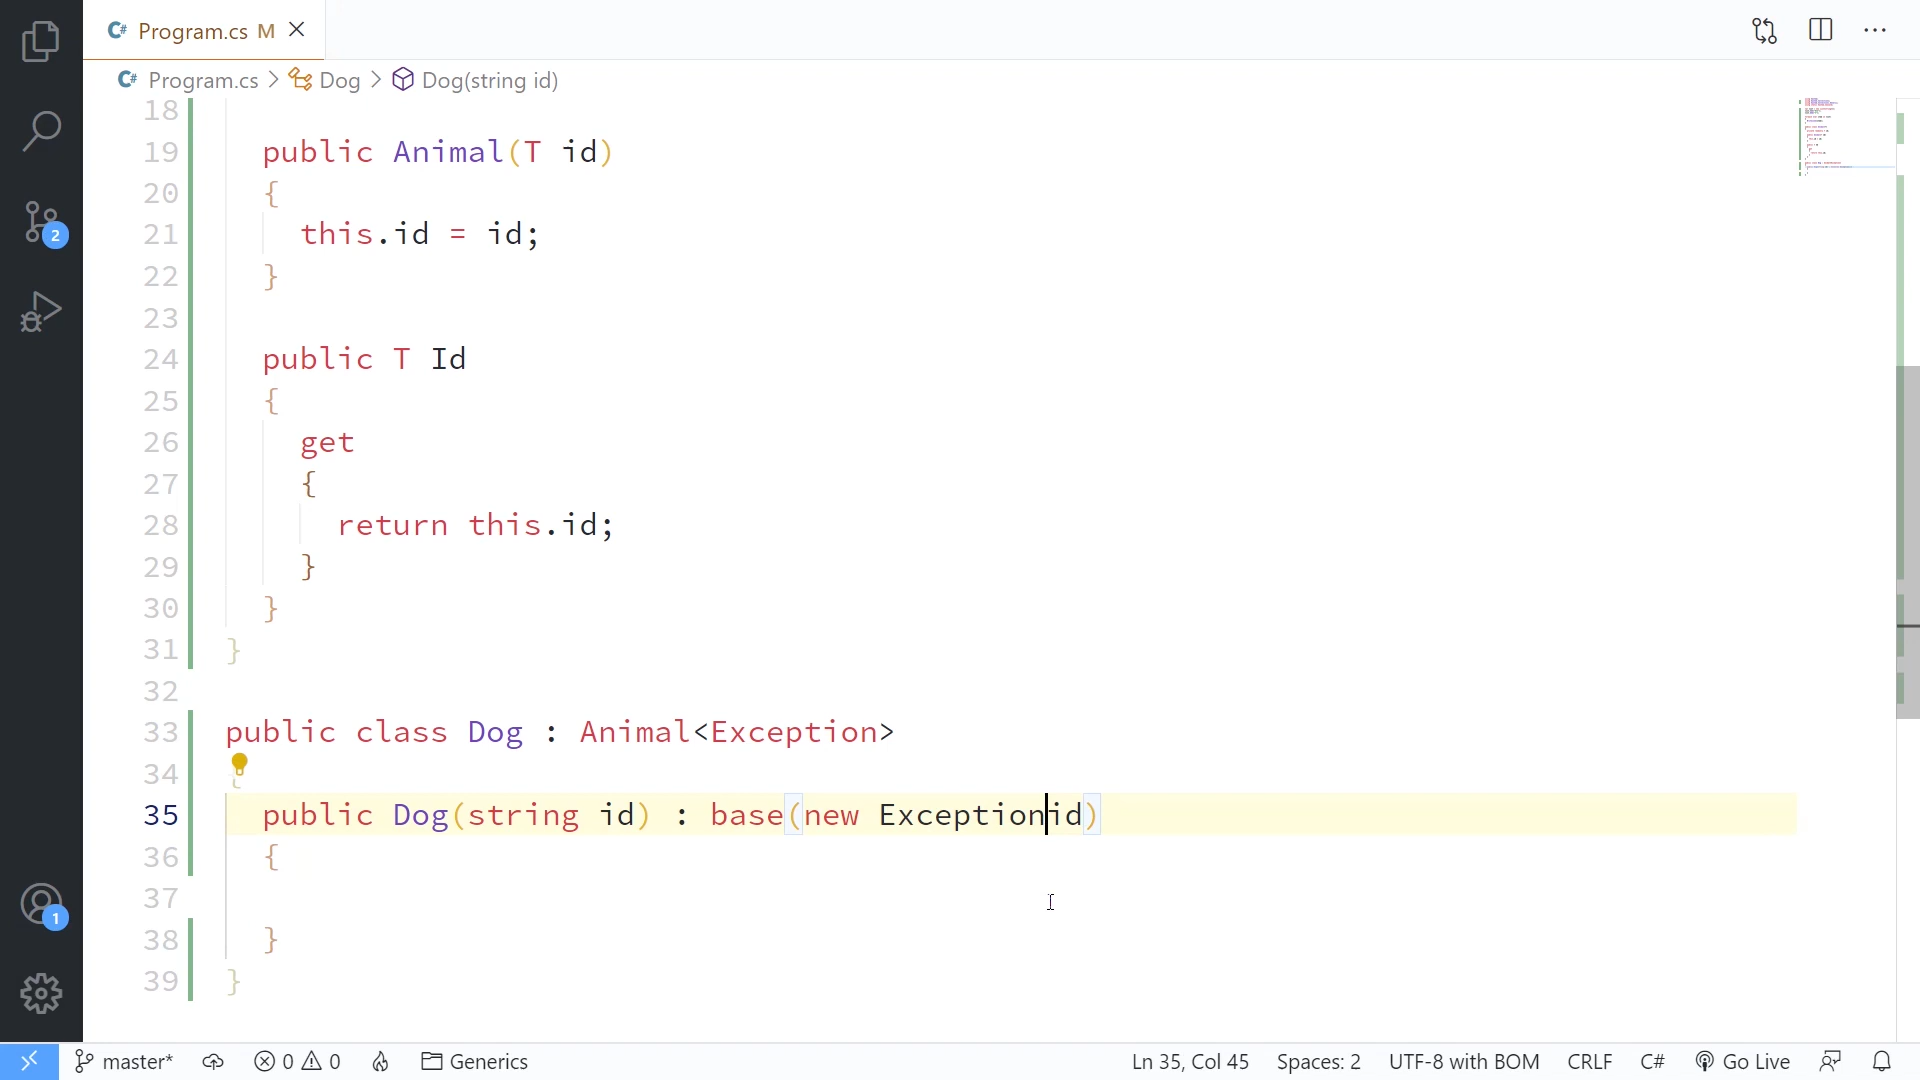 C# Program.cs M
C# Program.cs > Dog > Dog(string id)
18
19 public Animal(T id)
20 {
21 this.id = id;
22 }
23
24 public T Id
25 {
26 get
27 {
28 return this.id;
29 }
30 }
31 }
32
33 public class Dog : Animal<Exception>
34 {
35 public Dog(string id) : base(new Exceptionid)
36 {
37
38 }
39 }
2
1
master* 0 0 Generics Ln 35, Col 45 Spaces: 2 UTF-8 with BOM CRLF C# Go Live